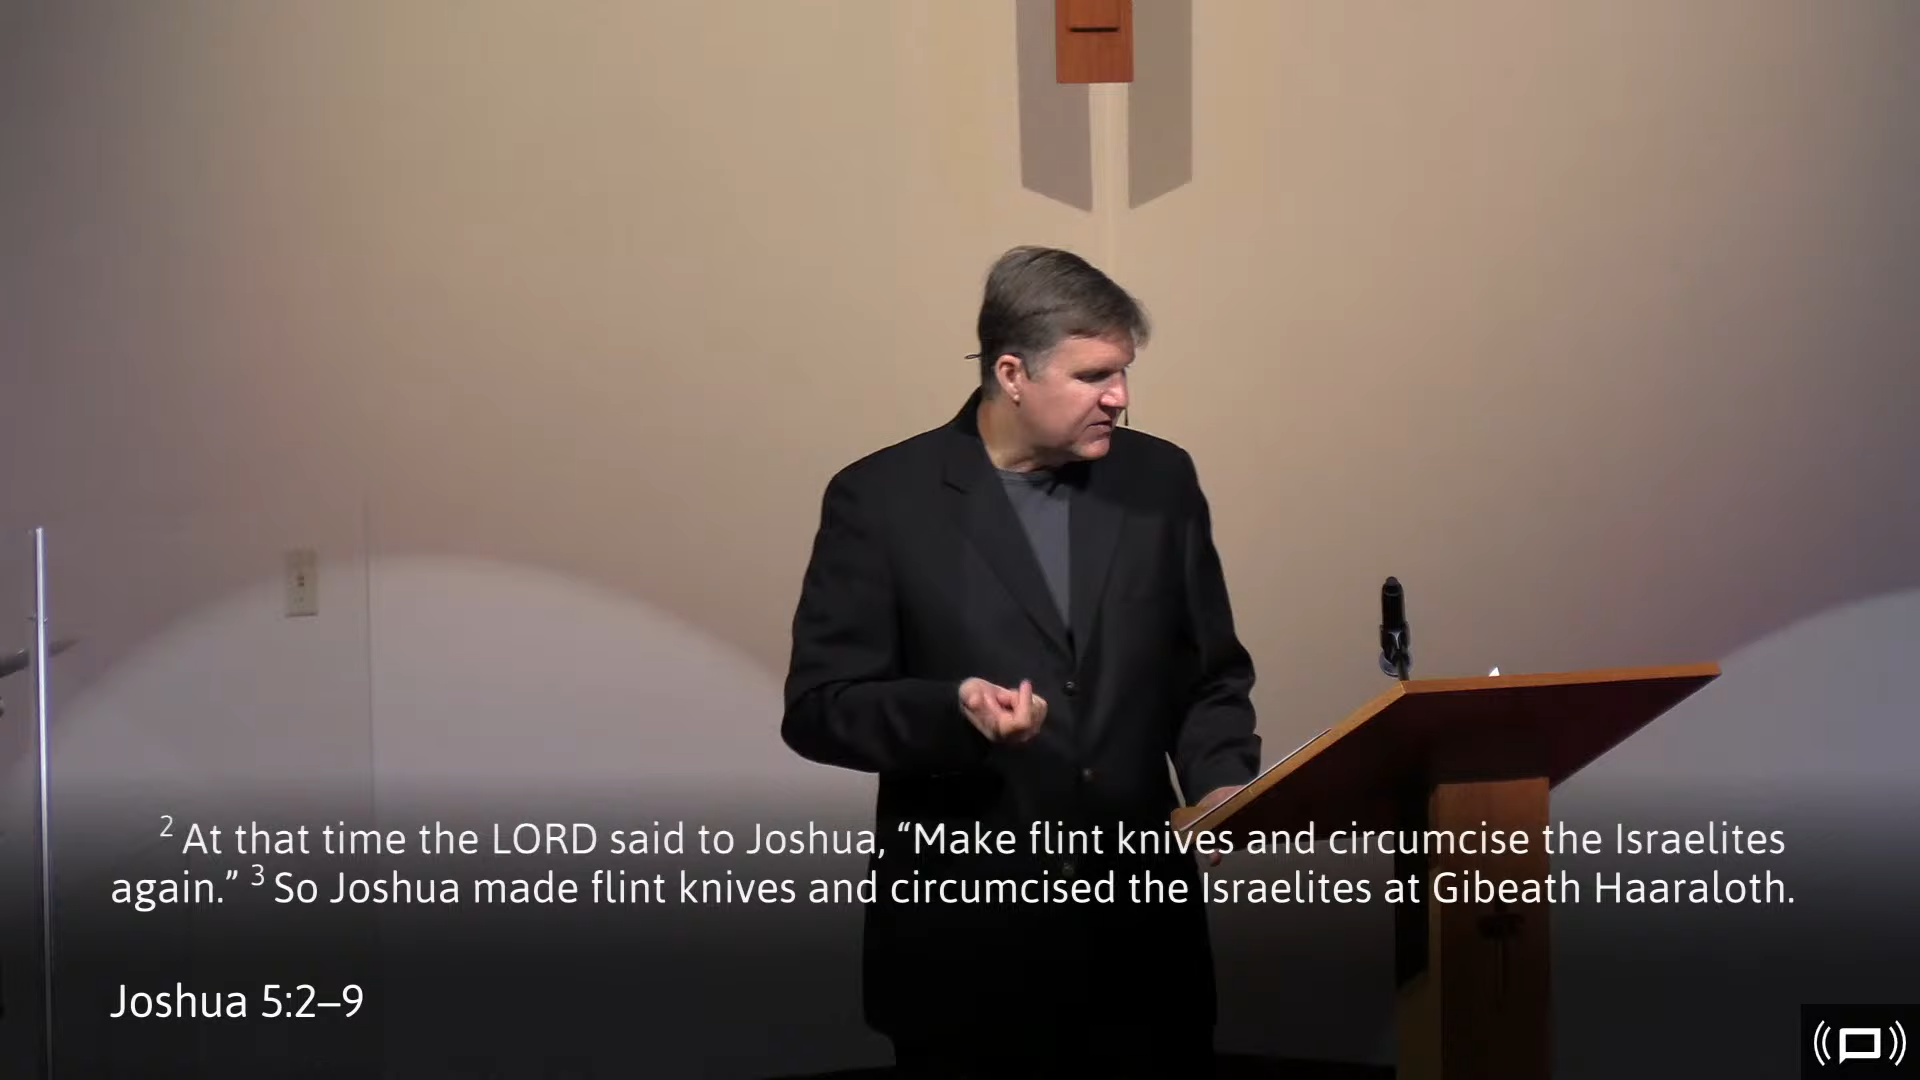 ² At that time the LORD said to Joshua, “Make flint knives and circumcise the Israelites
again.” ³ So Joshua made flint knives and circumcised the Israelites at Gibeath Haaraloth.
Joshua 5:2–9